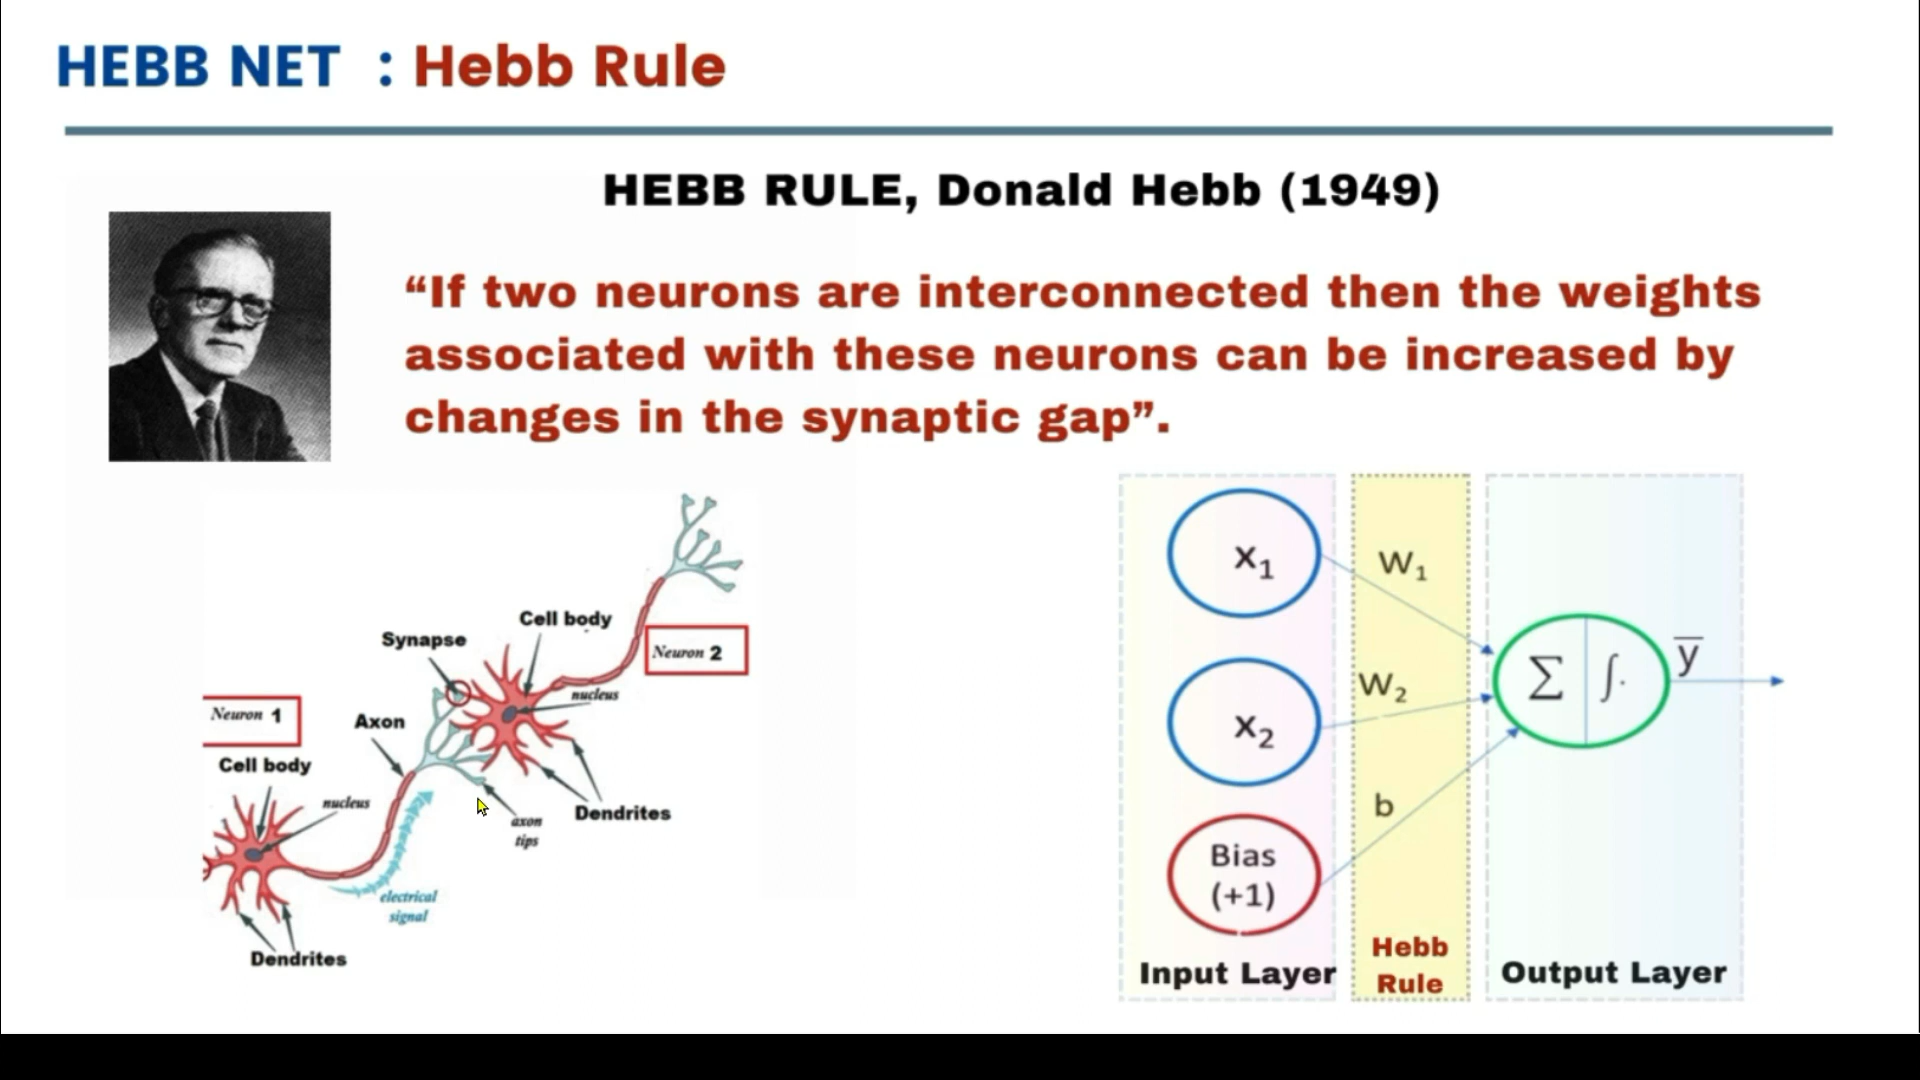 HEBB NET : Hebb Rule
HEBB RULE, Donald Hebb (1949)
“If two neurons are interconnected then the weights
associated with these neurons can be increased by
changes in the synaptic gap”.
Cell body
Synapse
Neuron 2
nucleus
Neuron 1
Axon
Cell body
nucleus
Dendrites
axon
tips
electrical
signal
Dendrites
x₁
W₁
x₂
W₂
∑ ∫·
y̅
b
Bias
(+1)
Input Layer
Hebb
Rule
Output Layer